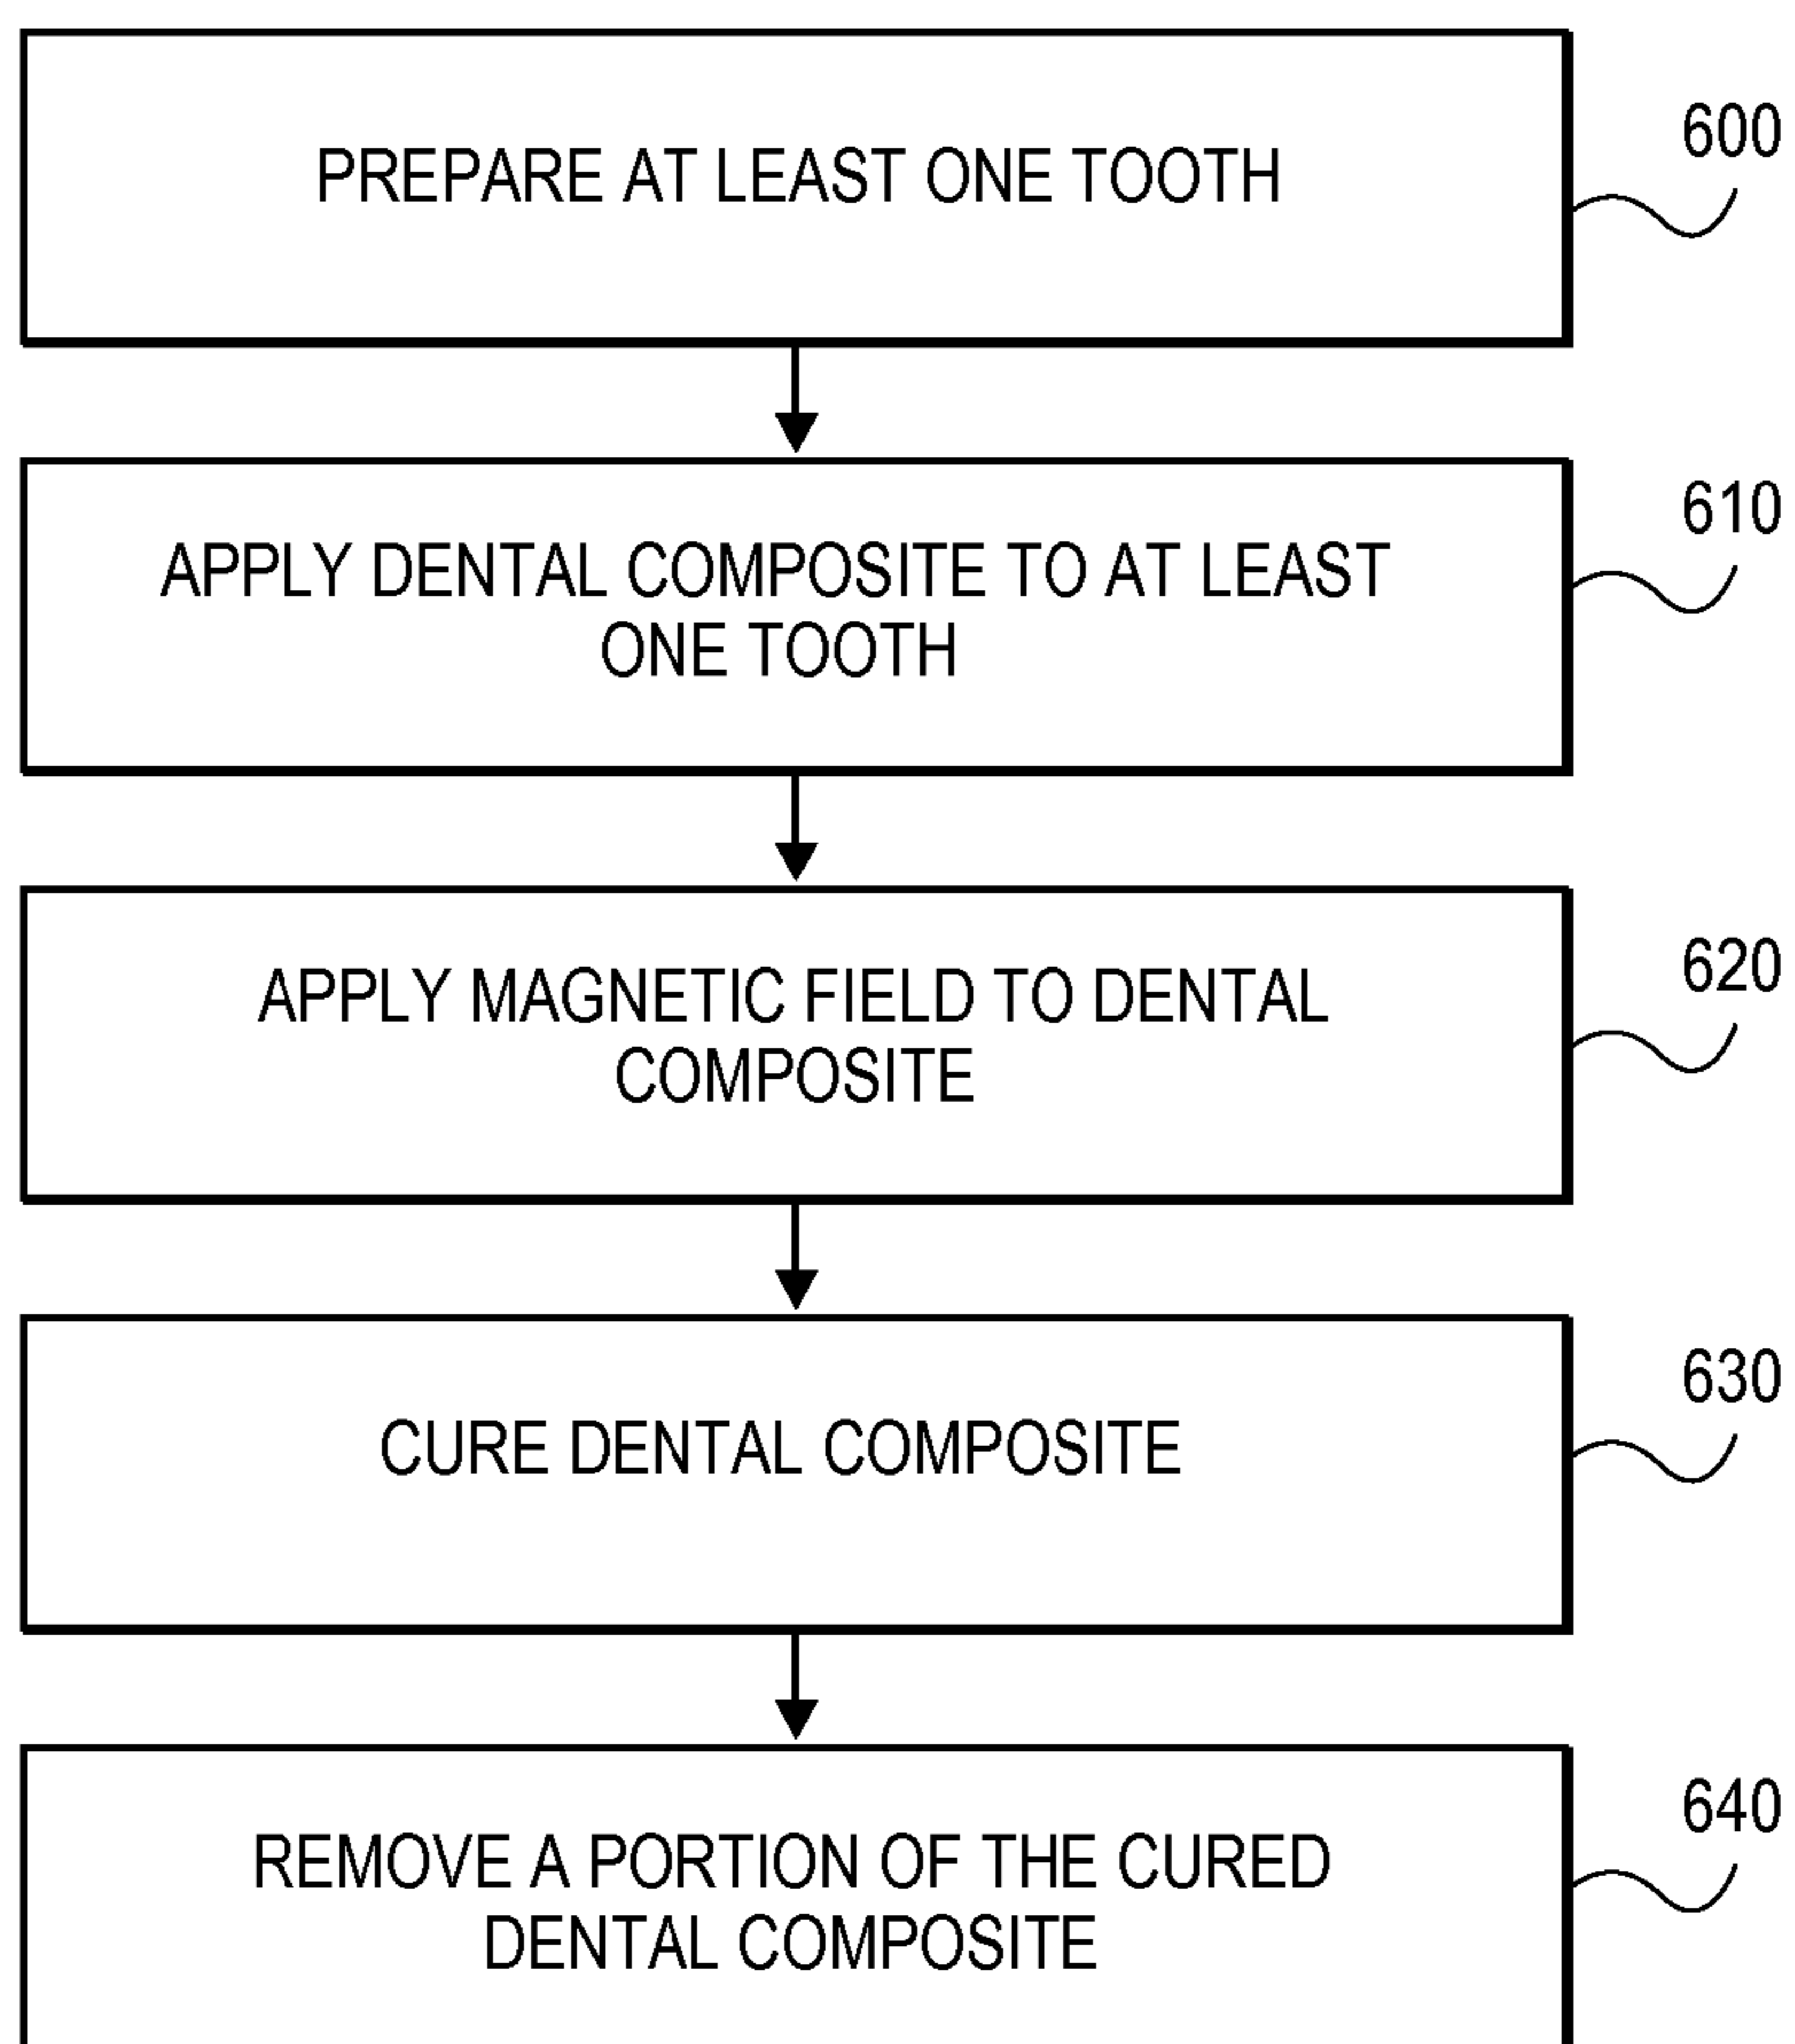 PREPARE AT LEAST ONE TOOTH
600
APPLY DENTAL COMPOSITE TO AT LEAST
ONE TOOTH
610
APPLY MAGNETIC FIELD TO DENTAL
COMPOSITE
620
CURE DENTAL COMPOSITE
630
REMOVE A PORTION OF THE CURED
DENTAL COMPOSITE
640